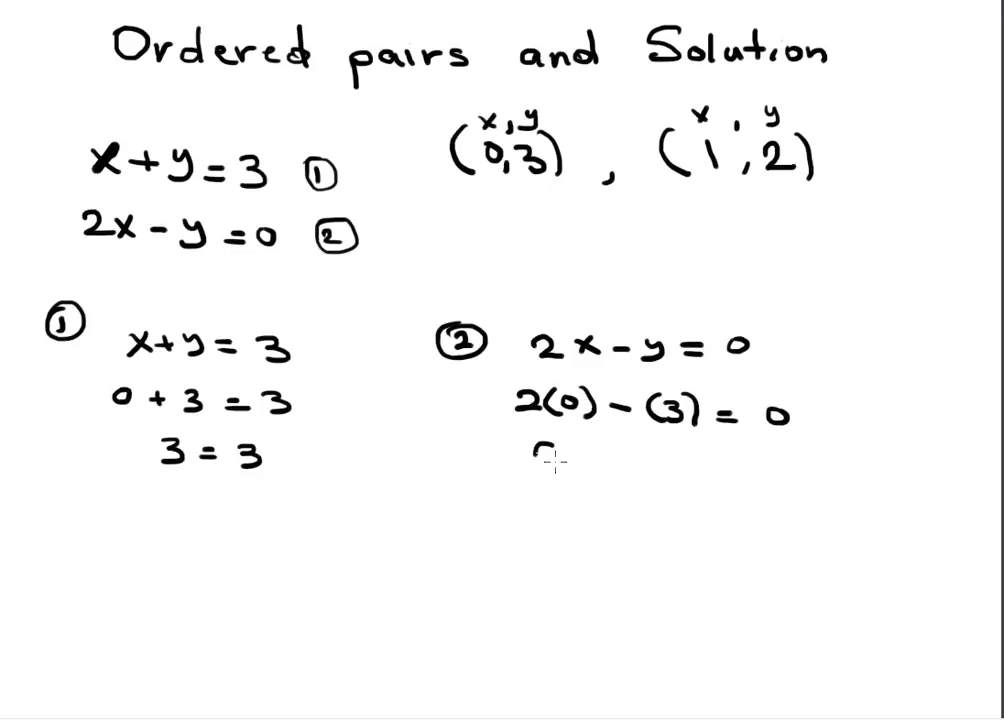 Ordered pairs and Solution
x, y
x , y
x + y = 3 ①
(0,3) , (1, 2)
2x - y = 0 ②
①
x + y = 3
0 + 3 = 3
3 = 3
② 2x - y = 0
2(0) - (3) = 0